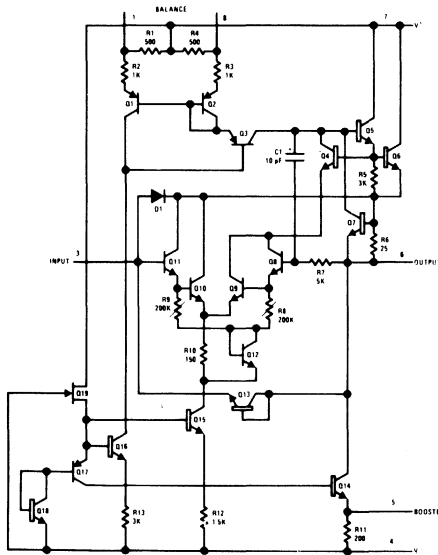 BALANCE
1 8 7 V+
R1 500 R4 500
R2 1K R3 1K
Q1 Q2 Q3 Q5
C1 10 pF Q4 Q6
R5 3K
D1 Q7
R6 25
INPUT 3 6 OUTPUT
Q11 Q10 Q9 Q8 R7 5K
R9 200K R8 200K
R10 150 Q12
Q13
Q19
Q16 Q15
Q17 Q14
Q18
5 BOOSTER
R13 3K R12 1.5K R11 200
4 V